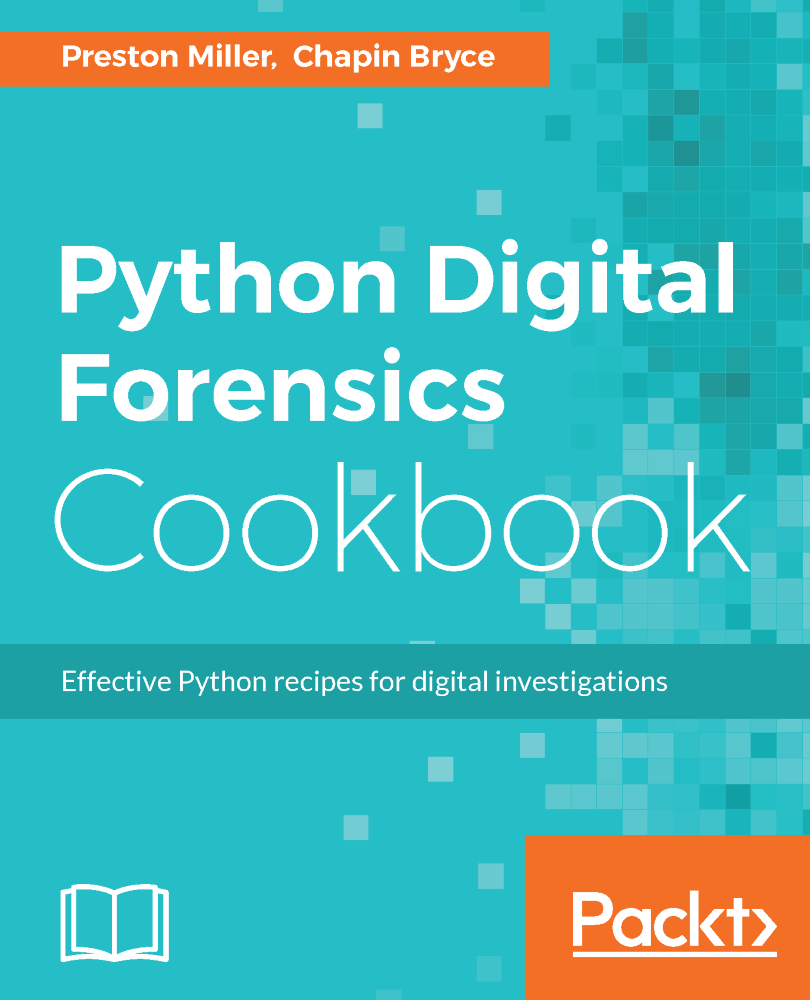 Preston Miller, Chapin Bryce
Python Digital
Forensics
Cookbook
Effective Python recipes for digital investigations
Packt>